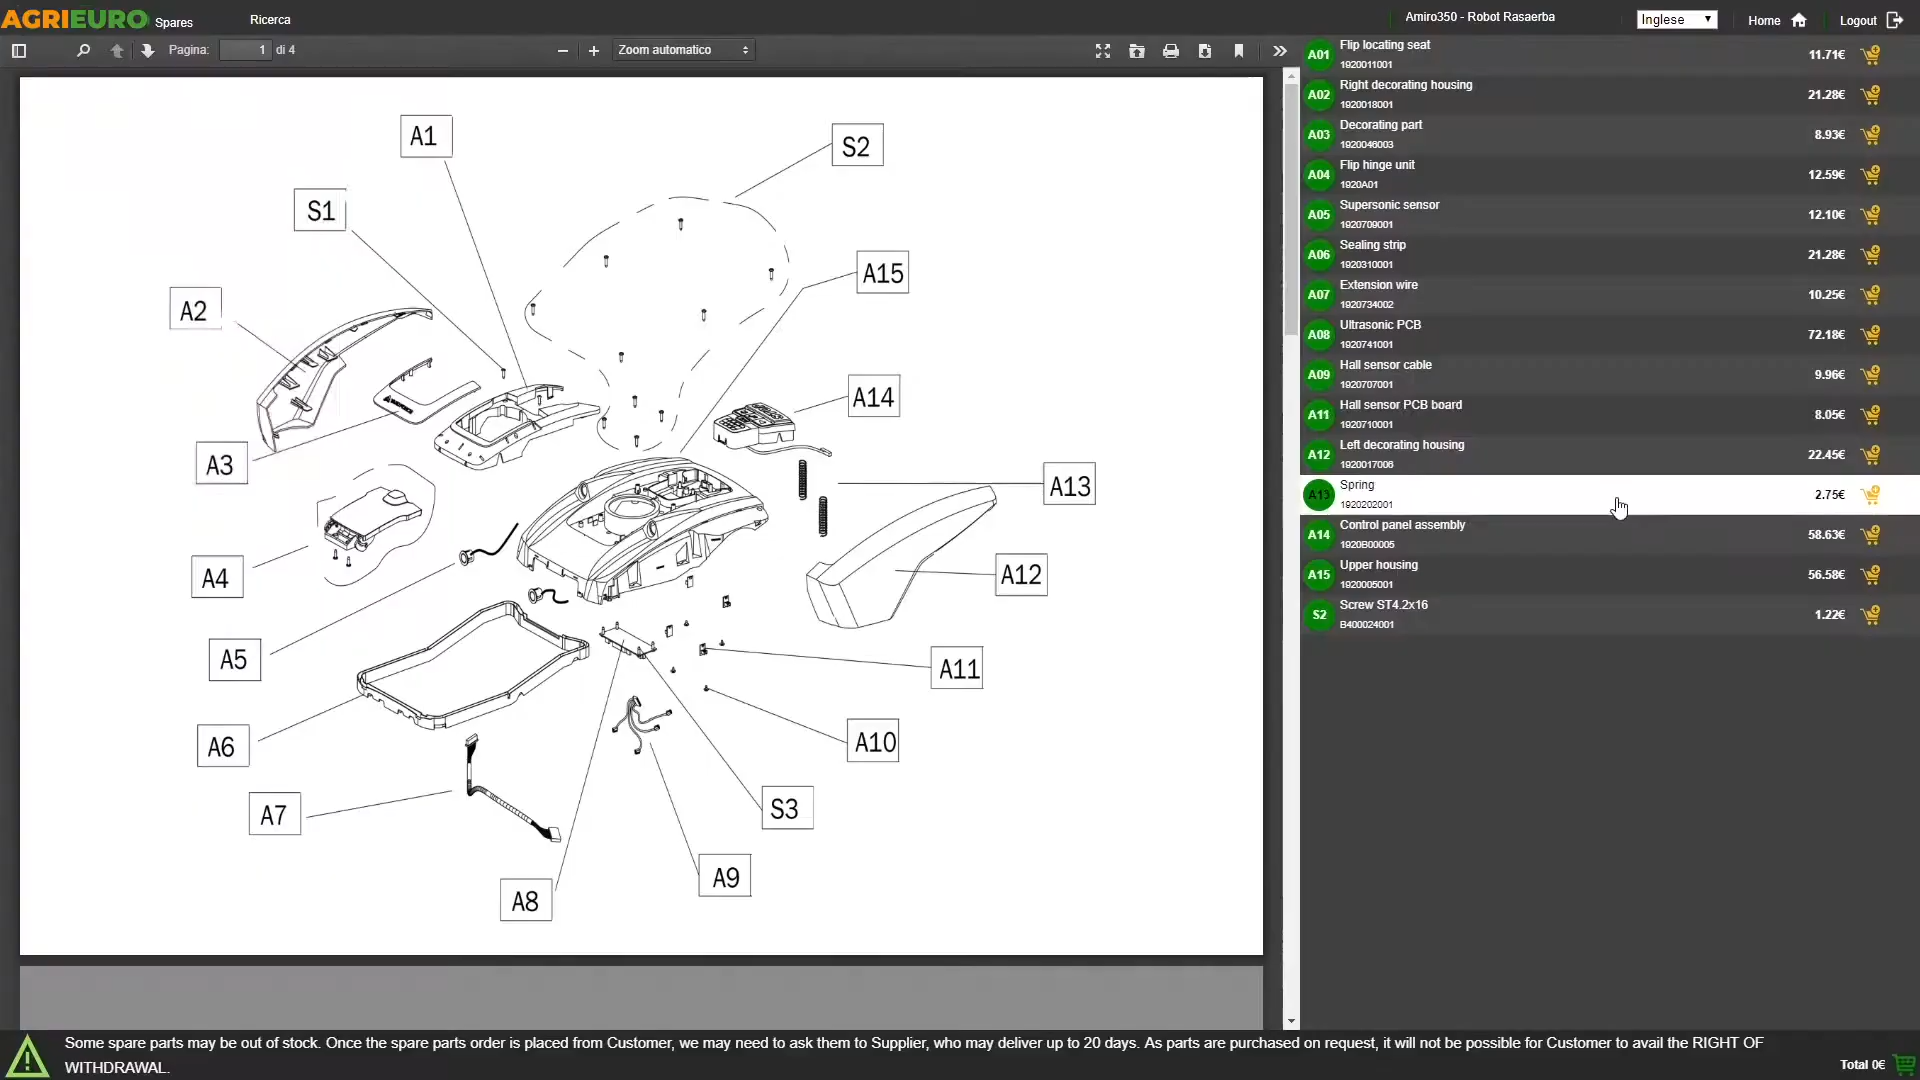 AGRIEURO Spares
Ricerca
Amiro350 - Robot Rasaerba
Inglese
Home
Logout
Pagina: 1 di 4
Zoom automatico
A1
S2
S1
A15
A2
A14
A3
A13
A4
A12
A5
A11
A6
A10
A7
S3
A9
A8
A01 Flip locating seat 11.71€
1920011001
A02 Right decorating housing 21.28€
1920018001
A03 Decorating part 8.93€
1920046003
A04 Flip hinge unit 12.59€
1920A01
A05 Supersonic sensor 12.10€
1920709001
A06 Sealing strip 21.28€
1920310001
A07 Extension wire 10.25€
1920734002
A08 Ultrasonic PCB 72.18€
1920741001
A09 Hall sensor cable 9.96€
1920707001
A11 Hall sensor PCB board 8.05€
1920710001
A12 Left decorating housing 22.45€
1920017006
A13 Spring 2.75€
1920202001
A14 Control panel assembly 58.63€
1920B00005
A15 Upper housing 56.58€
1920005001
S2 Screw ST4.2x16 1.22€
B400024001
Some spare parts may be out of stock. Once the spare parts order is placed from Customer, we may need to ask them to Supplier, who may deliver up to 20 days. As parts are purchased on request, it will not be possible for Customer to avail the RIGHT OF
WITHDRAWAL.
Total 0€